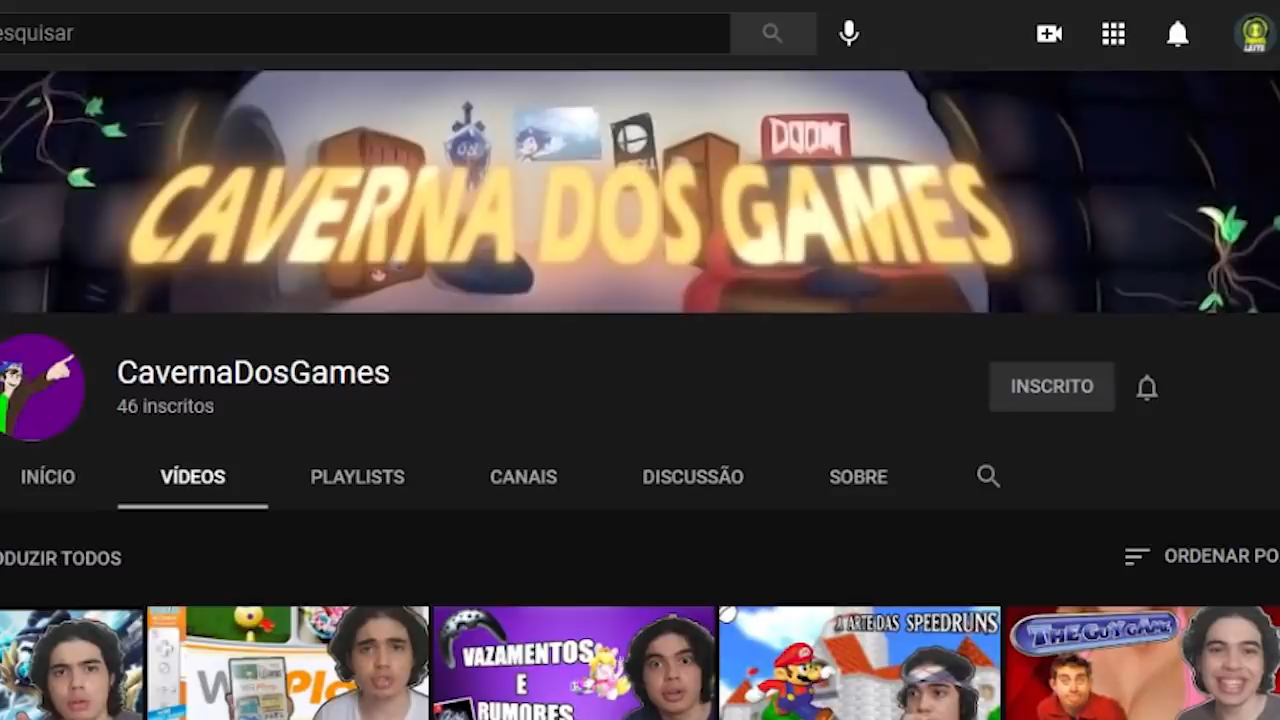 esquisar
DOOM
CAVERNA DOS GAMES
CavernaDosGames
46 inscritos
INSCRITO
INÍCIO
VÍDEOS
PLAYLISTS
CANAIS
DISCUSSÃO
SOBRE
ODUZIR TODOS
ORDENAR PO
VAZAMENTOS
E
RUMORES
A ARTE DAS SPEEDRUNS
THE GUY GAME